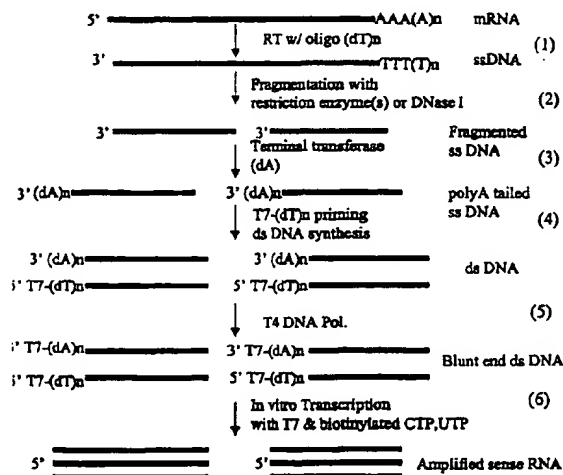 5' AAA(A)n mRNA
RT w/ oligo (dT)n (1)
3' TTT(T)n ssDNA
Fragmentation with
restriction enzyme(s) or DNase I (2)
3' 3' Fragmented
ss DNA
Terminal transferase
(dA) (3)
3' (dA)n 3' (dA)n polyA tailed
ss DNA
T7-(dT)n priming
ds DNA synthesis (4)
3' (dA)n 3' (dA)n
ds DNA
5' T7-(dT)n 5' T7-(dT)n
T4 DNA Pol. (5)
3' T7-(dA)n 3' T7-(dA)n
Blunt end ds DNA
5' T7-(dT)n 5' T7-(dT)n
In vitro Transcription
with T7 & biotinylated CTP,UTP (6)
5' 5' Amplified sense RNA